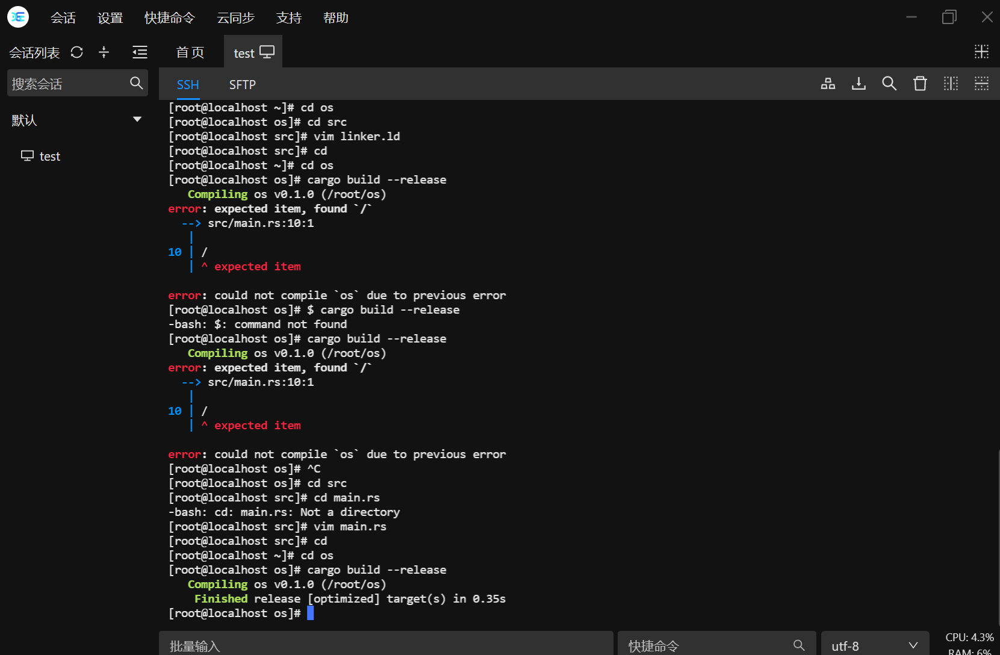 会话 设置 快捷命令 云同步 支持 帮助
会话列表
首页 test
搜索会话
SSH SFTP
默认
test
[root@localhost ~]# cd os
[root@localhost os]# cd src
[root@localhost src]# vim linker.ld
[root@localhost src]# cd
[root@localhost ~]# cd os
[root@localhost os]# cargo build --release
   Compiling os v0.1.0 (/root/os)
error: expected item, found `/`
  --> src/main.rs:10:1
   |
10 | /
   | ^ expected item

error: could not compile `os` due to previous error
[root@localhost os]# $ cargo build --release
-bash: $: command not found
[root@localhost os]# cargo build --release
   Compiling os v0.1.0 (/root/os)
error: expected item, found `/`
  --> src/main.rs:10:1
   |
10 | /
   | ^ expected item

error: could not compile `os` due to previous error
[root@localhost os]# ^C
[root@localhost os]# cd src
[root@localhost src]# cd main.rs
-bash: cd: main.rs: Not a directory
[root@localhost src]# vim main.rs
[root@localhost src]# cd
[root@localhost ~]# cd os
[root@localhost os]# cargo build --release
   Compiling os v0.1.0 (/root/os)
    Finished release [optimized] target(s) in 0.35s
[root@localhost os]#
批量输入 快捷命令 utf-8
CPU: 4.3%
RAM: 6%